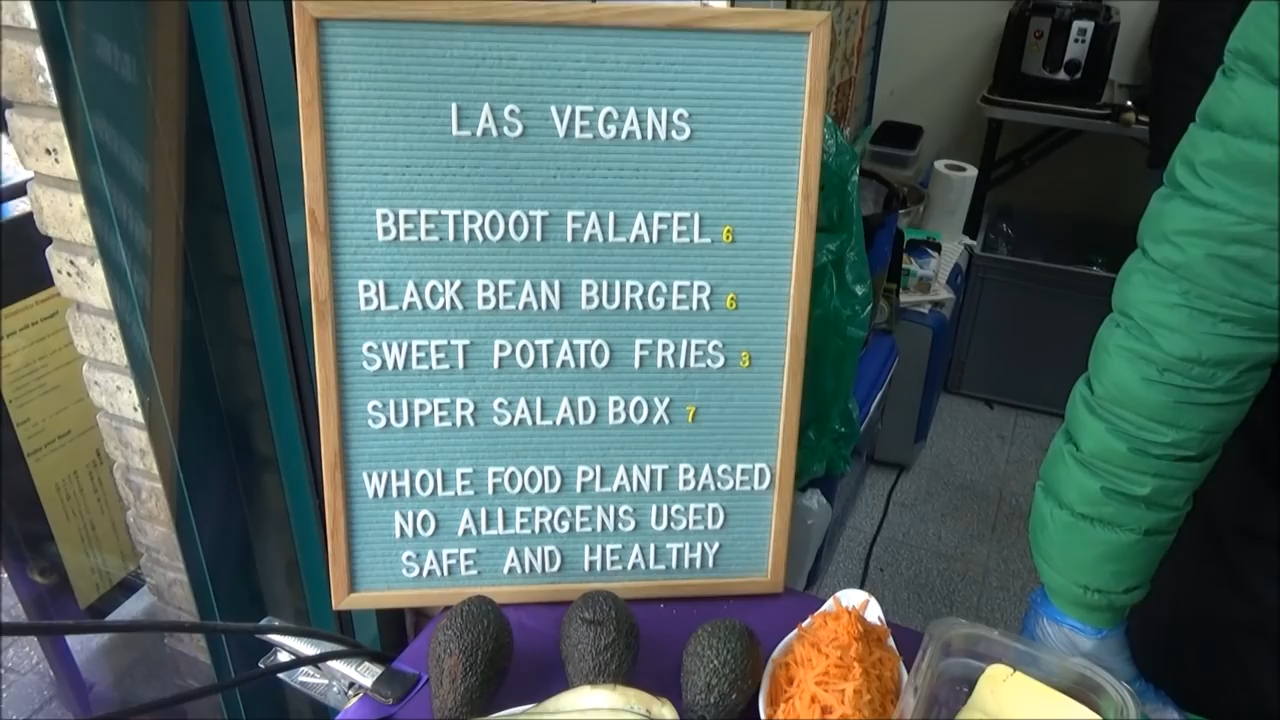 LAS VEGANS
BEETROOT FALAFEL 6
BLACK BEAN BURGER 6
SWEET POTATO FRIES 3
SUPER SALAD BOX 7
WHOLE FOOD PLANT BASED
NO ALLERGENS USED
SAFE AND HEALTHY